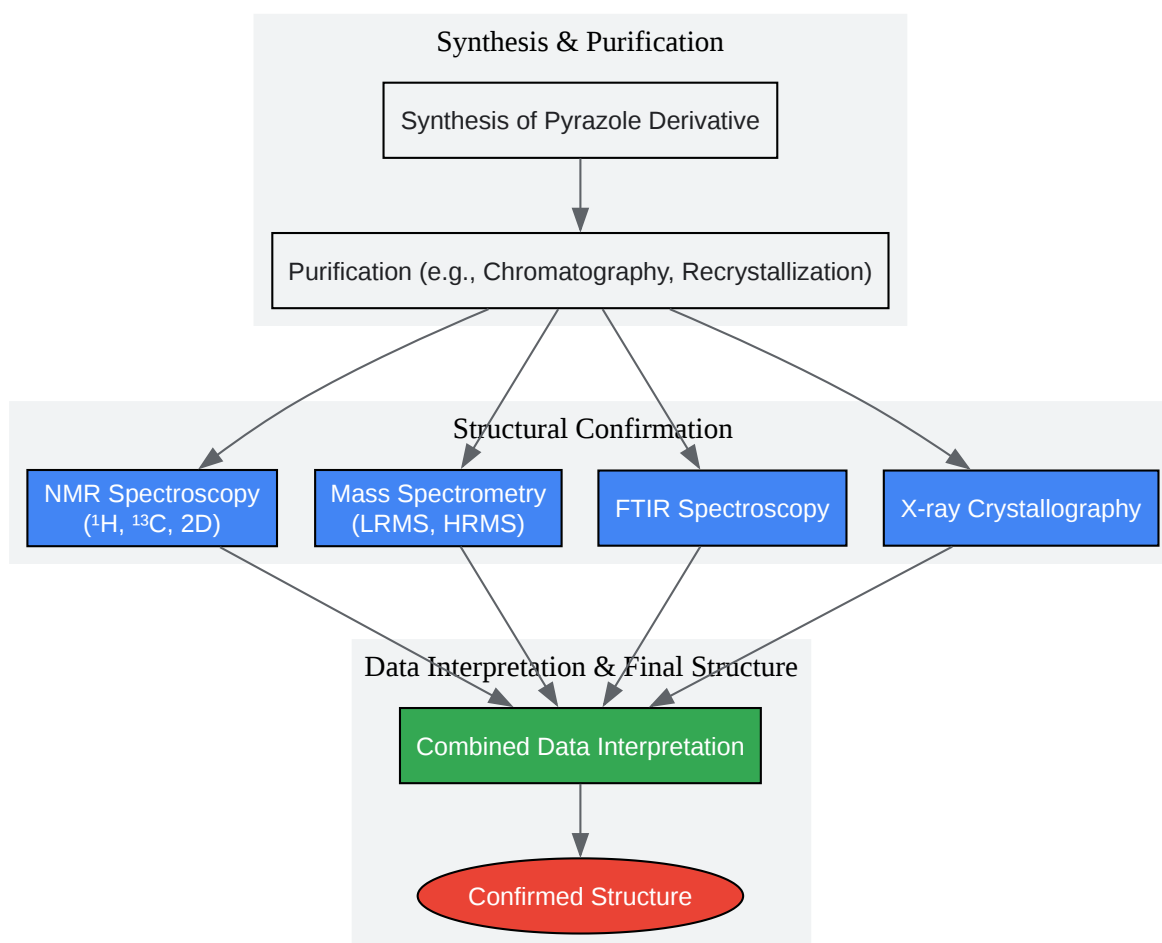 Synthesis & Purification
Synthesis of Pyrazole Derivative
Purification (e.g., Chromatography, Recrystallization)
Structural Confirmation
NMR Spectroscopy
(¹H, ¹³C, 2D)
Mass Spectrometry
(LRMS, HRMS)
FTIR Spectroscopy
X-ray Crystallography
Data Interpretation & Final Structure
Combined Data Interpretation
Confirmed Structure